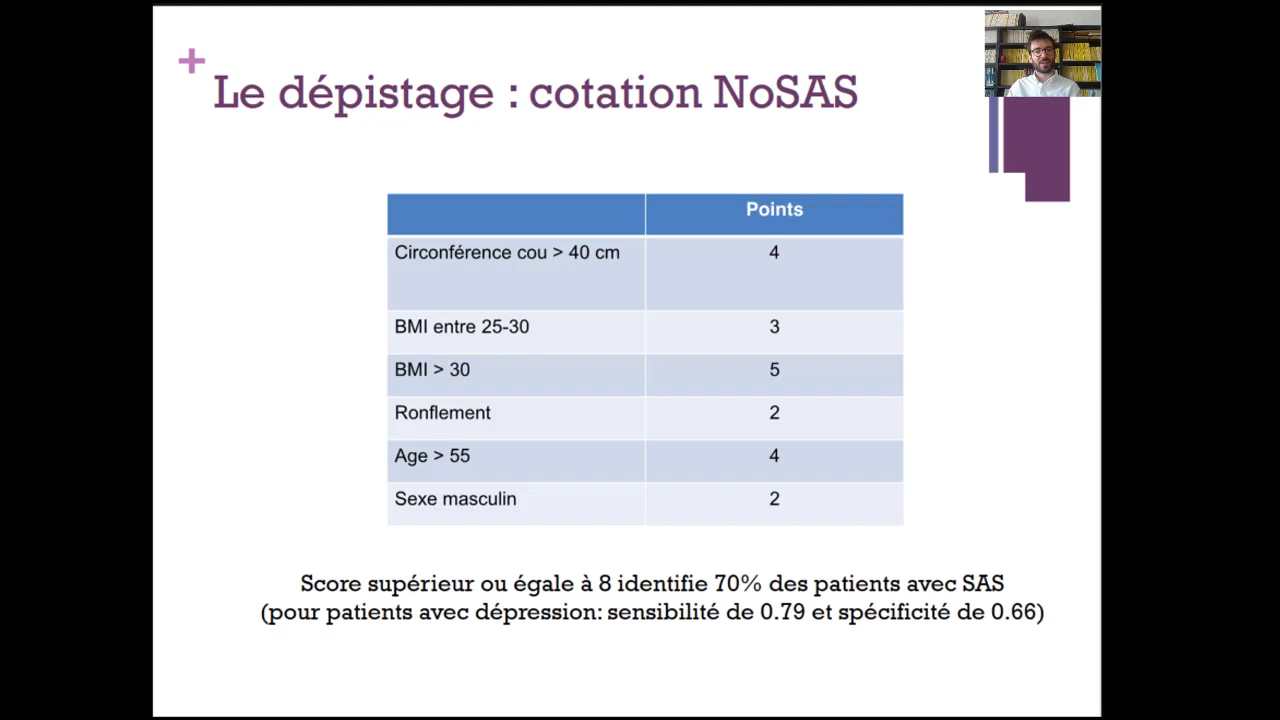 +
Le dépistage : cotation NoSAS
Points
Circonférence cou > 40 cm 4
BMI entre 25-30 3
BMI > 30 5
Ronflement 2
Age > 55 4
Sexe masculin 2
Score supérieur ou égale à 8 identifie 70% des patients avec SAS
(pour patients avec dépression: sensibilité de 0.79 et spécificité de 0.66)